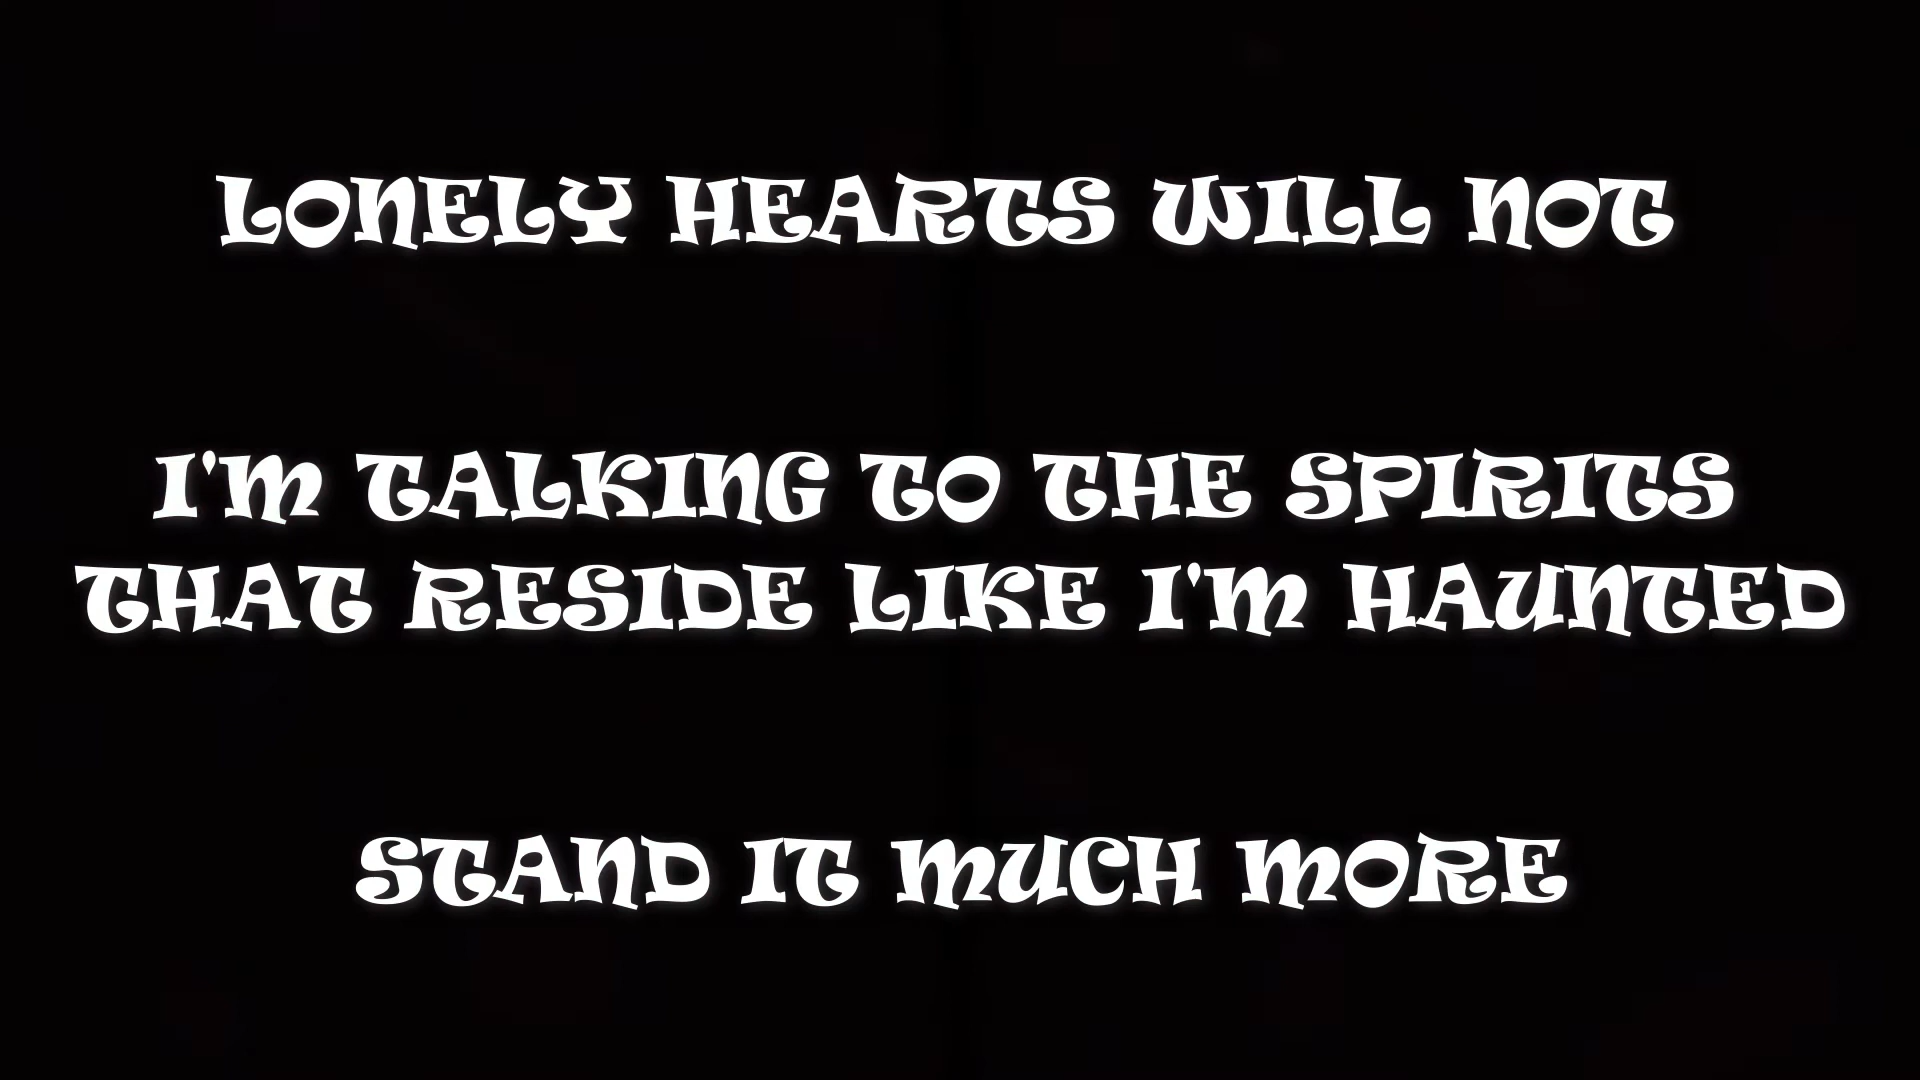 LONELY HEARTS WILL NOT
I'M TALKING TO THE SPIRITS
THAT RESIDE LIKE I'M HAUNTED
STAND IT MUCH MORE